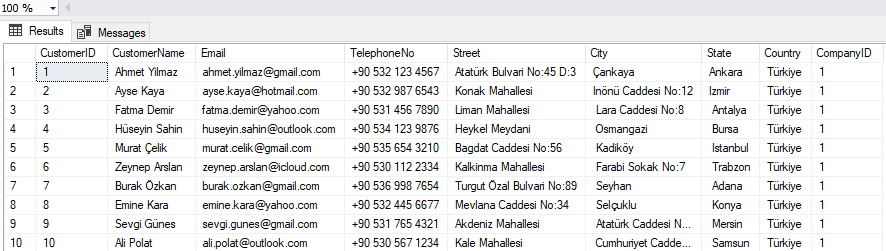 100 %
Results Messages
CustomerID CustomerName Email TelephoneNo Street City State Country CompanyID
1 1 Ahmet Yilmaz ahmet.yilmaz@gmail.com +90 532 123 4567 Atatürk Bulvari No:45 D:3 Çankaya Ankara Türkiye 1
2 2 Ayse Kaya ayse.kaya@hotmail.com +90 532 987 6543 Konak Mahallesi Inönü Caddesi No:12 Izmir Türkiye 1
3 3 Fatma Demir fatma.demir@yahoo.com +90 531 456 7890 Liman Mahallesi Lara Caddesi No:8 Antalya Türkiye 1
4 4 Hüseyin Sahin huseyin.sahin@outlook.com +90 534 123 9876 Heykel Meydani Osmangazi Bursa Türkiye 1
5 5 Murat Çelik murat.celik@gmail.com +90 535 654 3210 Bagdat Caddesi No:56 Kadiköy Istanbul Türkiye 1
6 6 Zeynep Arslan zeynep.arslan@icloud.com +90 530 112 2334 Kalkinma Mahallesi Farabi Sokak No:7 Trabzon Türkiye 1
7 7 Burak Özkan burak.ozkan@gmail.com +90 536 998 7654 Turgut Özal Bulvari No:89 Seyhan Adana Türkiye 1
8 8 Emine Kara emine.kara@yahoo.com +90 532 445 6677 Mevlana Caddesi No:34 Selçuklu Konya Türkiye 1
9 9 Sevgi Günes sevgi.gunes@gmail.com +90 531 765 4321 Akdeniz Mahallesi Atatürk Caddesi N... Mersin Türkiye 1
10 10 Ali Polat ali.polat@outlook.com +90 530 567 1234 Kale Mahallesi Cumhuriyet Cadde... Samsun Türkiye 1